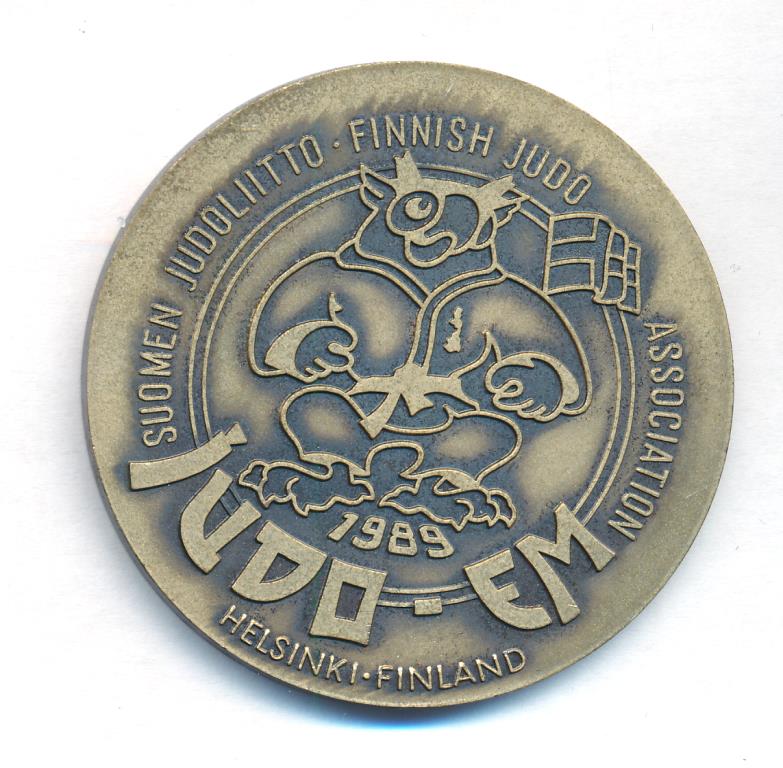 SUOMEN JUDOLIITTO · FINNISH JUDO ASSOCIATION
1989
JUDO-EM
HELSINKI·FINLAND